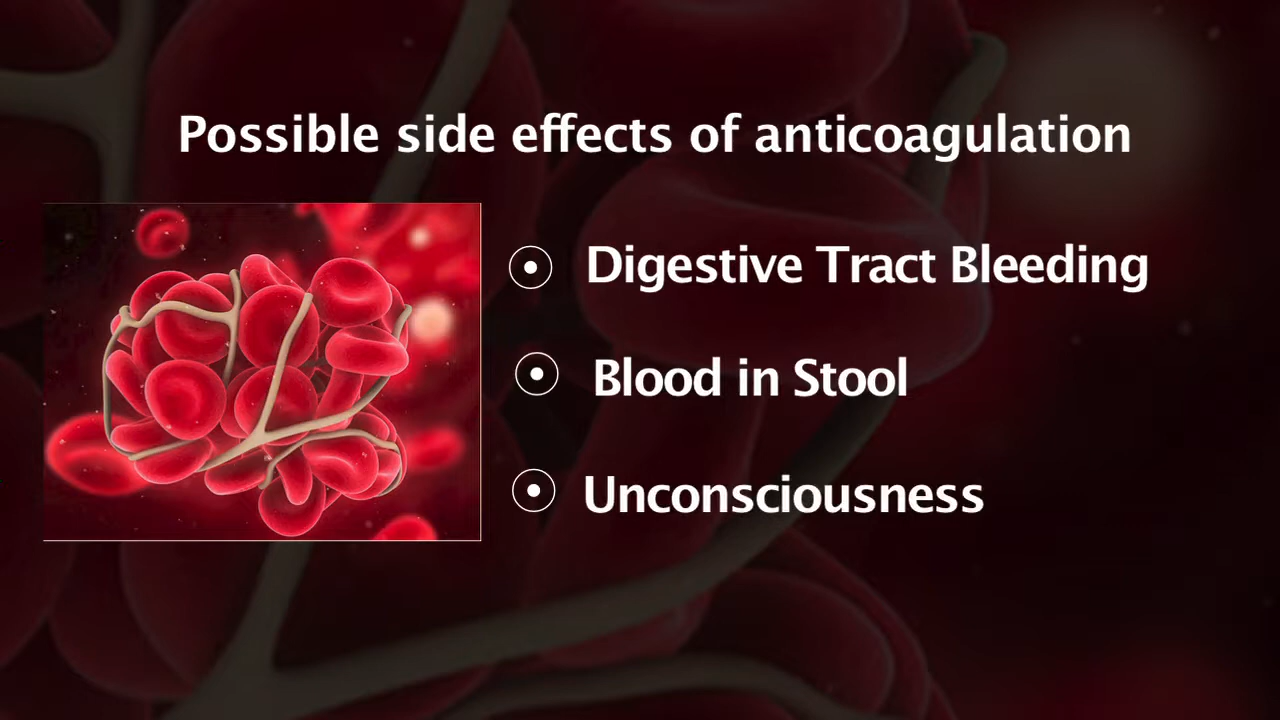 Possible side effects of anticoagulation
Digestive Tract Bleeding
Blood in Stool
Unconsciousness